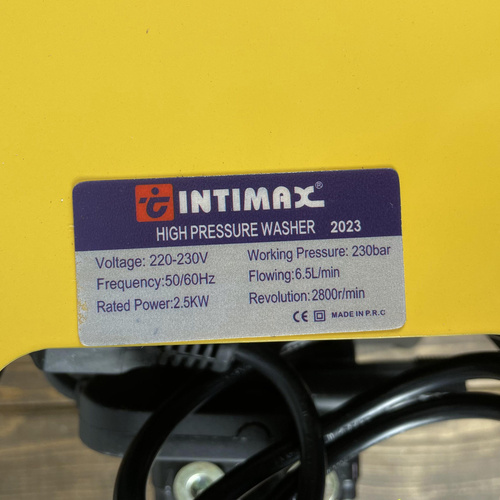 INTIMAX®
HIGH PRESSURE WASHER 2023
Voltage: 220-230V
Frequency:50/60Hz
Rated Power:2.5KW
Working Pressure: 230bar
Flowing:6.5L/min
Revolution:2800r/min
CE MADE IN P.R.C